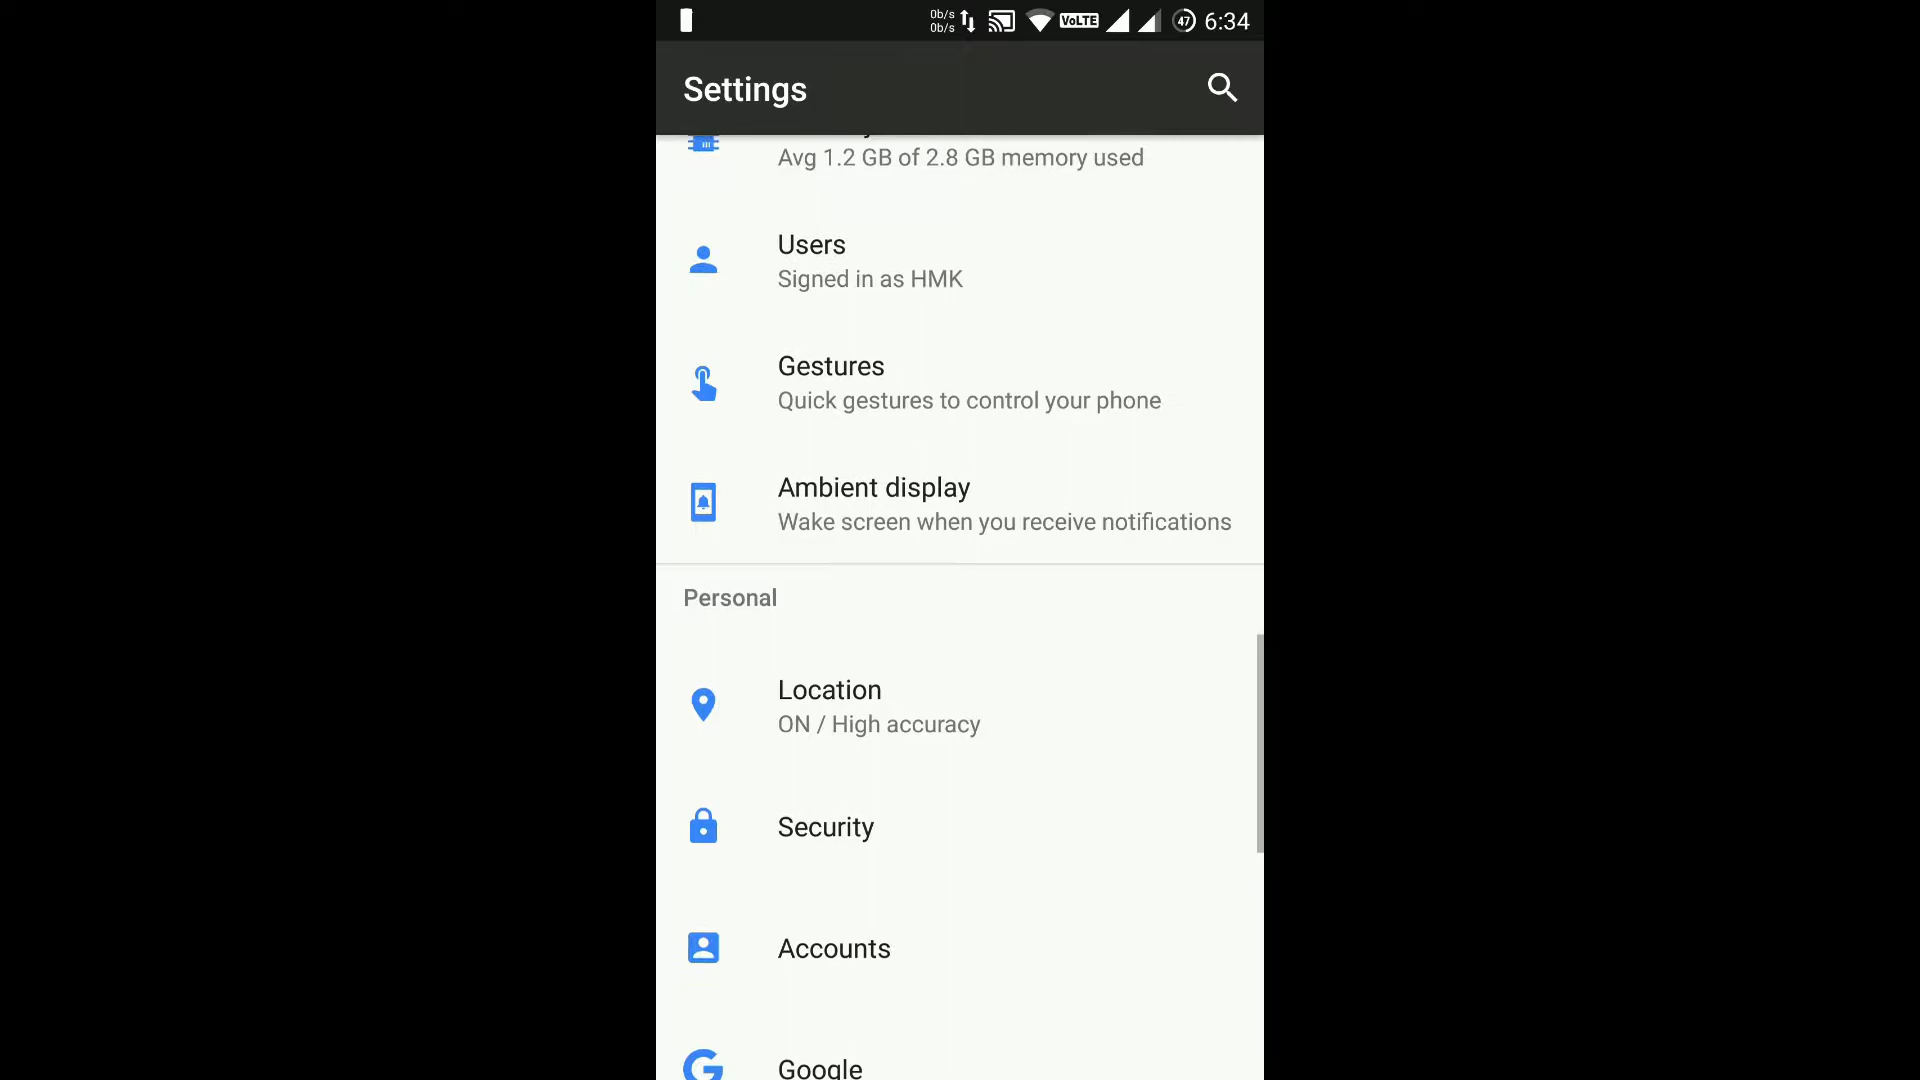 0b/s
0b/s
VoLTE
47
6:34
Settings
Avg 1.2 GB of 2.8 GB memory used
Users
Signed in as HMK
Gestures
Quick gestures to control your phone
Ambient display
Wake screen when you receive notifications
Personal
Location
ON / High accuracy
Security
Accounts
Google